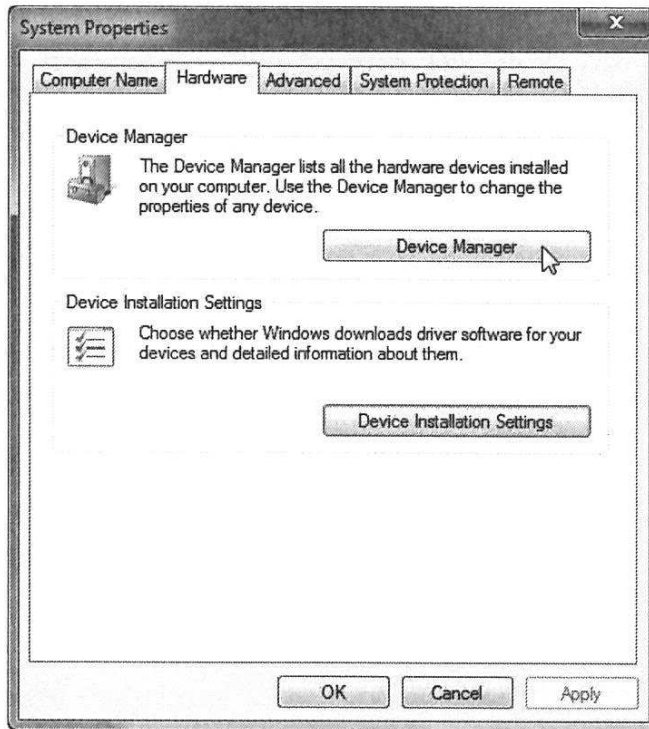 System Properties
Computer Name Hardware Advanced System Protection Remote
Device Manager
The Device Manager lists all the hardware devices installed
on your computer. Use the Device Manager to change the
properties of any device.
Device Manager
Device Installation Settings
Choose whether Windows downloads driver software for your
devices and detailed information about them.
Device Installation Settings
OK Cancel Apply